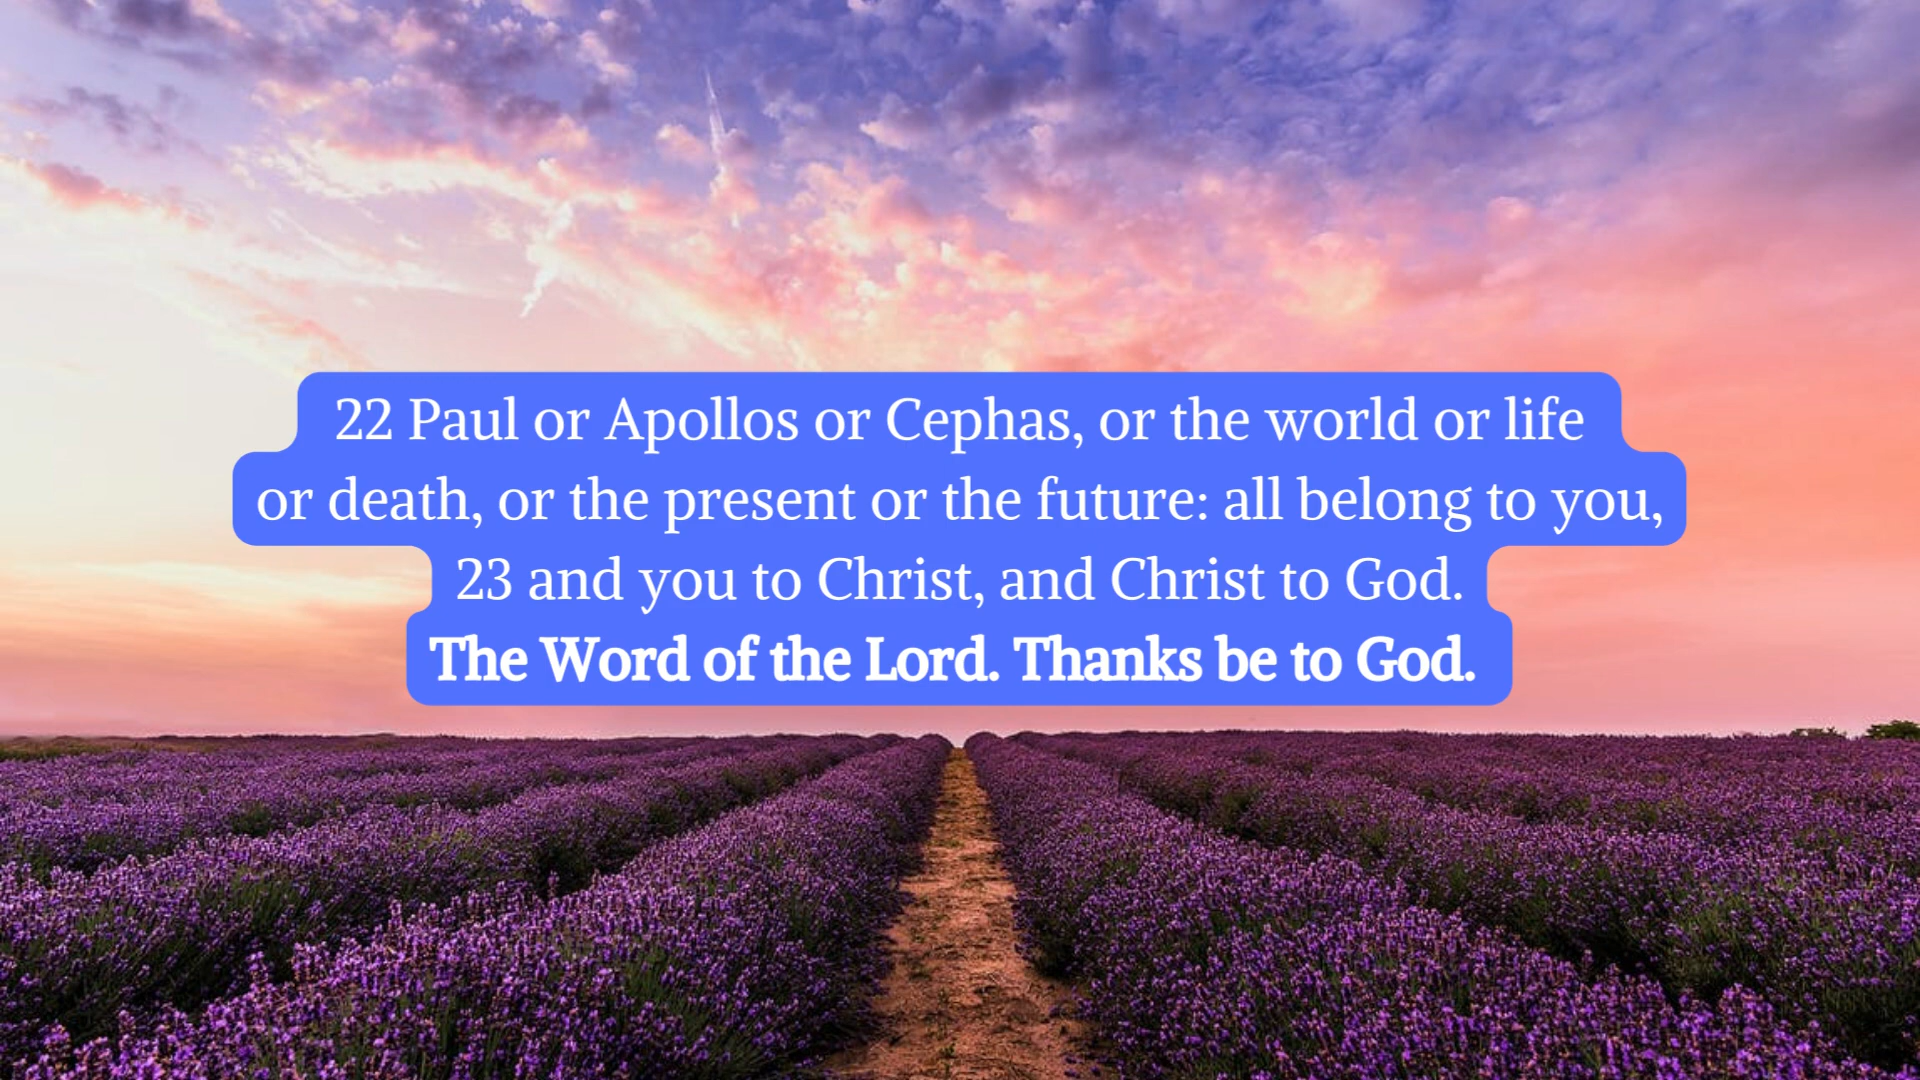 22 Paul or Apollos or Cephas, or the world or life
or death, or the present or the future: all belong to you,
23 and you to Christ, and Christ to God.
The Word of the Lord. Thanks be to God.